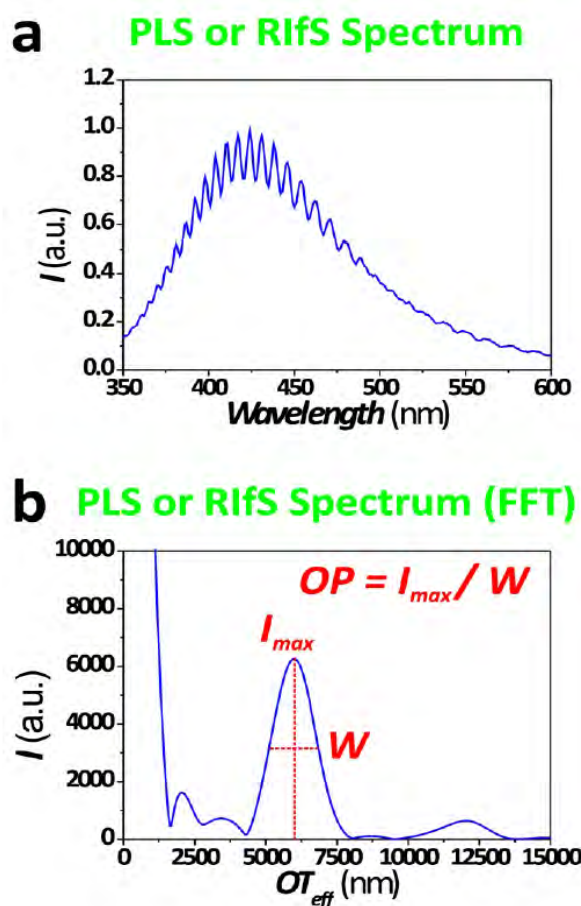 a PLS or RIfS Spectrum
1.2
1.0
0.8
0.6
0.4
0.2
0.0
I (a.u.)
350 400 450 500 550 600
Wavelength (nm)
b PLS or RIfS Spectrum (FFT)
10000
8000
6000
4000
2000
0
I (a.u.)
OP = Imax / W
Imax
W
0 2500 5000 7500 10000 12500 15000
OTeff (nm)